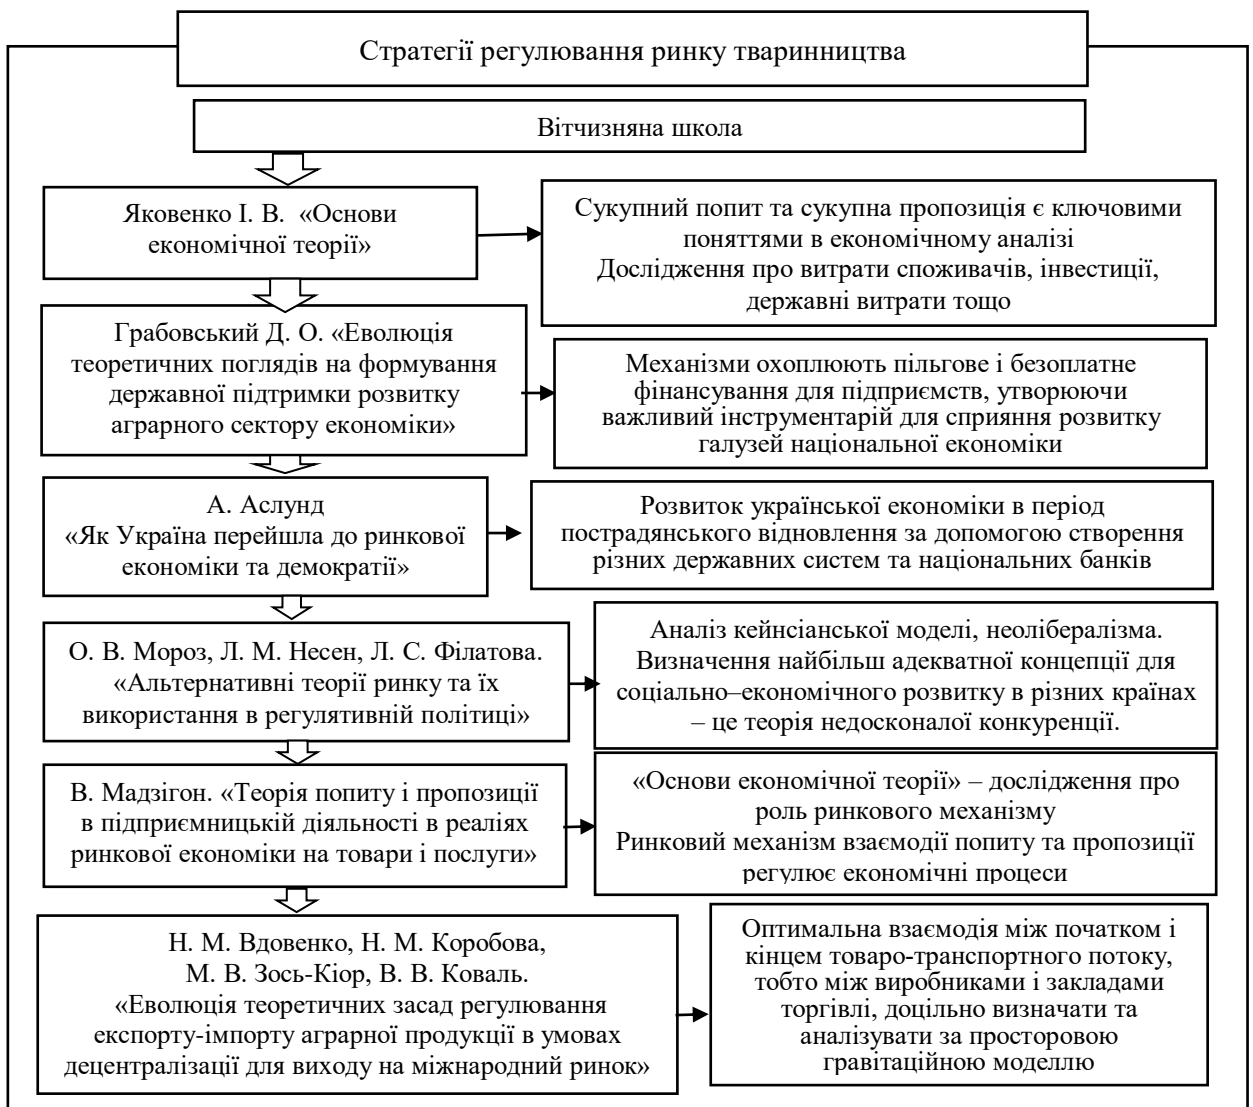 Стратегії регулювання ринку тваринництва
Вітчизняна школа
Яковенко І. В. «Основи
економічної теорії»
Сукупний попит та сукупна пропозиція є ключовими
поняттями в економічному аналізі
Дослідження про витрати споживачів, інвестиції,
державні витрати тощо
Грабовський Д. О. «Еволюція
теоретичних поглядів на формування
державної підтримки розвитку
аграрного сектору економіки»
Механізми охоплюють пільгове і безоплатне
фінансування для підприємств, утворюючи
важливий інструментарій для сприяння розвитку
галузей національної економіки
А. Аслунд
«Як Україна перейшла до ринкової
економіки та демократії»
Розвиток української економіки в період
пострадянського відновлення за допомогою створення
різних державних систем та національних банків
О. В. Мороз, Л. М. Несен, Л. С. Філатова.
«Альтернативні теорії ринку та їх
використання в регулятивній політиці»
Аналіз кейнсіанської моделі, неолібералізма.
Визначення найбільш адекватної концепції для
соціально–економічного розвитку в різних країнах
– це теорія недосконалої конкуренції.
В. Мадзігон. «Теорія попиту і пропозиції
в підприємницькій діяльності в реаліях
ринкової економіки на товари і послуги»
«Основи економічної теорії» – дослідження про
роль ринкового механізму
Ринковий механізм взаємодії попиту та пропозиції
регулює економічні процеси
Н. М. Вдовенко, Н. М. Коробова,
М. В. Зось-Кіор, В. В. Коваль.
«Еволюція теоретичних засад регулювання
експорту-імпорту аграрної продукції в умовах
децентралізації для виходу на міжнародний ринок»
Оптимальна взаємодія між початком і
кінцем товаро-транспортного потоку,
тобто між виробниками і закладами
торгівлі, доцільно визначати та
аналізувати за просторовою
гравітаційною моделлю